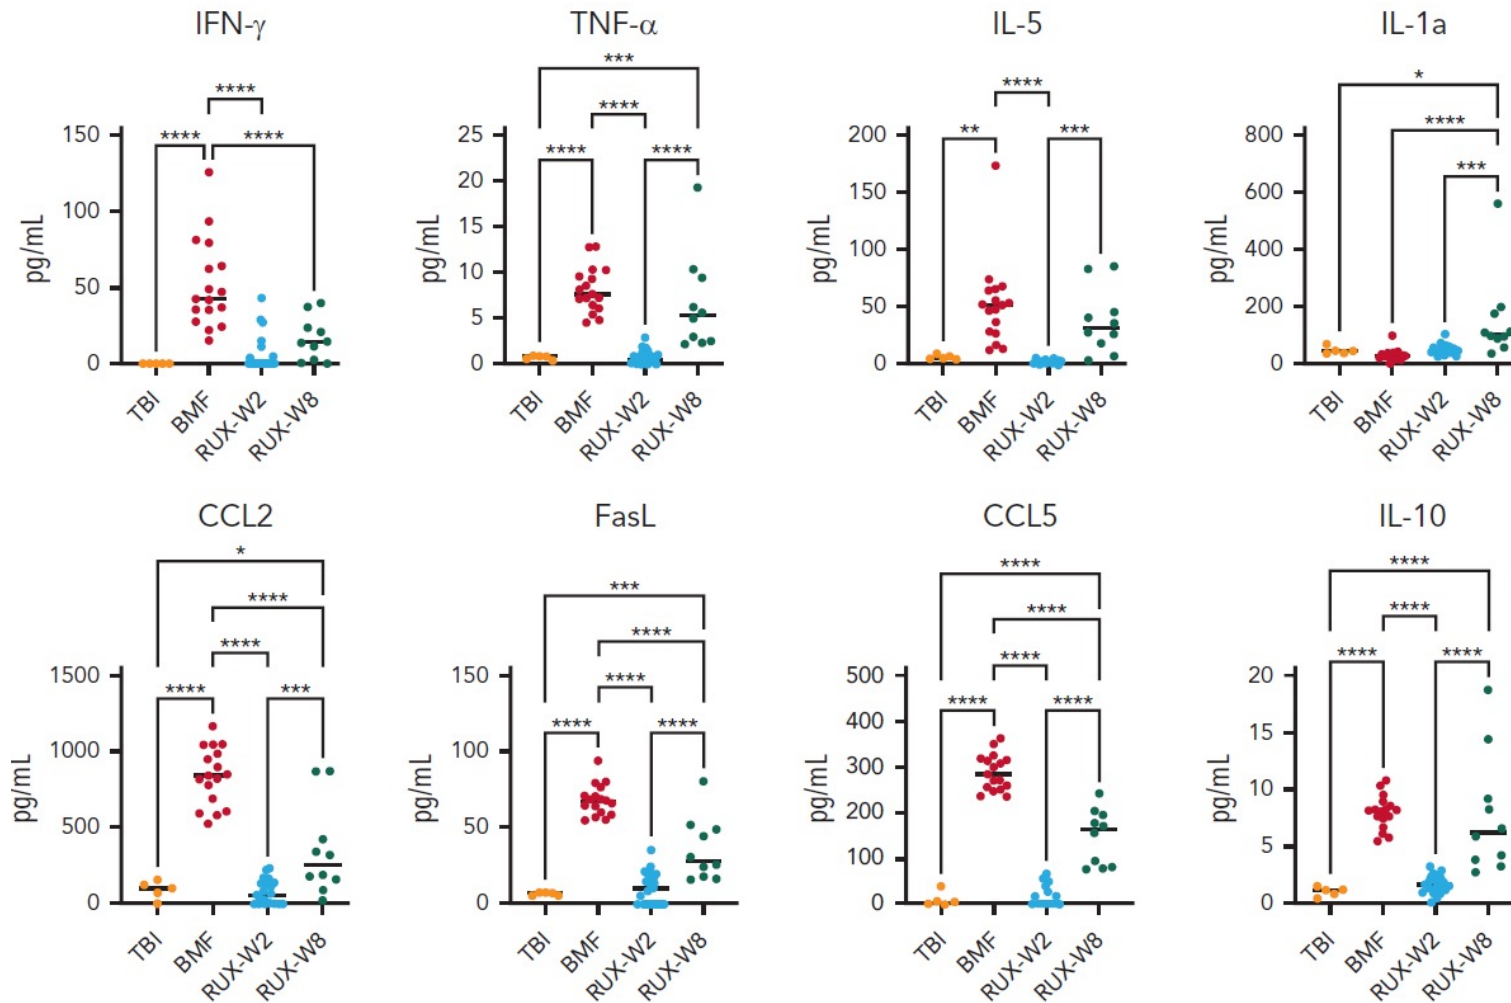 IFN-γ
****
**** ****
150
100
50
0
pg/mL
TBI
BMF
RUX-W2
RUX-W8
TNF-α
***
****
**** ****
25
20
15
10
5
0
pg/mL
TBI
BMF
RUX-W2
RUX-W8
IL-5
****
** ***
200
150
100
50
0
pg/mL
TBI
BMF
RUX-W2
RUX-W8
IL-1a
*
****
***
800
600
400
200
0
pg/mL
TBI
BMF
RUX-W2
RUX-W8
CCL2
*
****
****
**** ***
1500
1000
500
0
pg/mL
TBI
BMF
RUX-W2
RUX-W8
FasL
***
****
****
**** ****
150
100
50
0
pg/mL
TBI
BMF
RUX-W2
RUX-W8
CCL5
****
****
****
**** ****
500
400
300
200
100
0
pg/mL
TBI
BMF
RUX-W2
RUX-W8
IL-10
****
****
**** ****
20
15
10
5
0
pg/mL
TBI
BMF
RUX-W2
RUX-W8